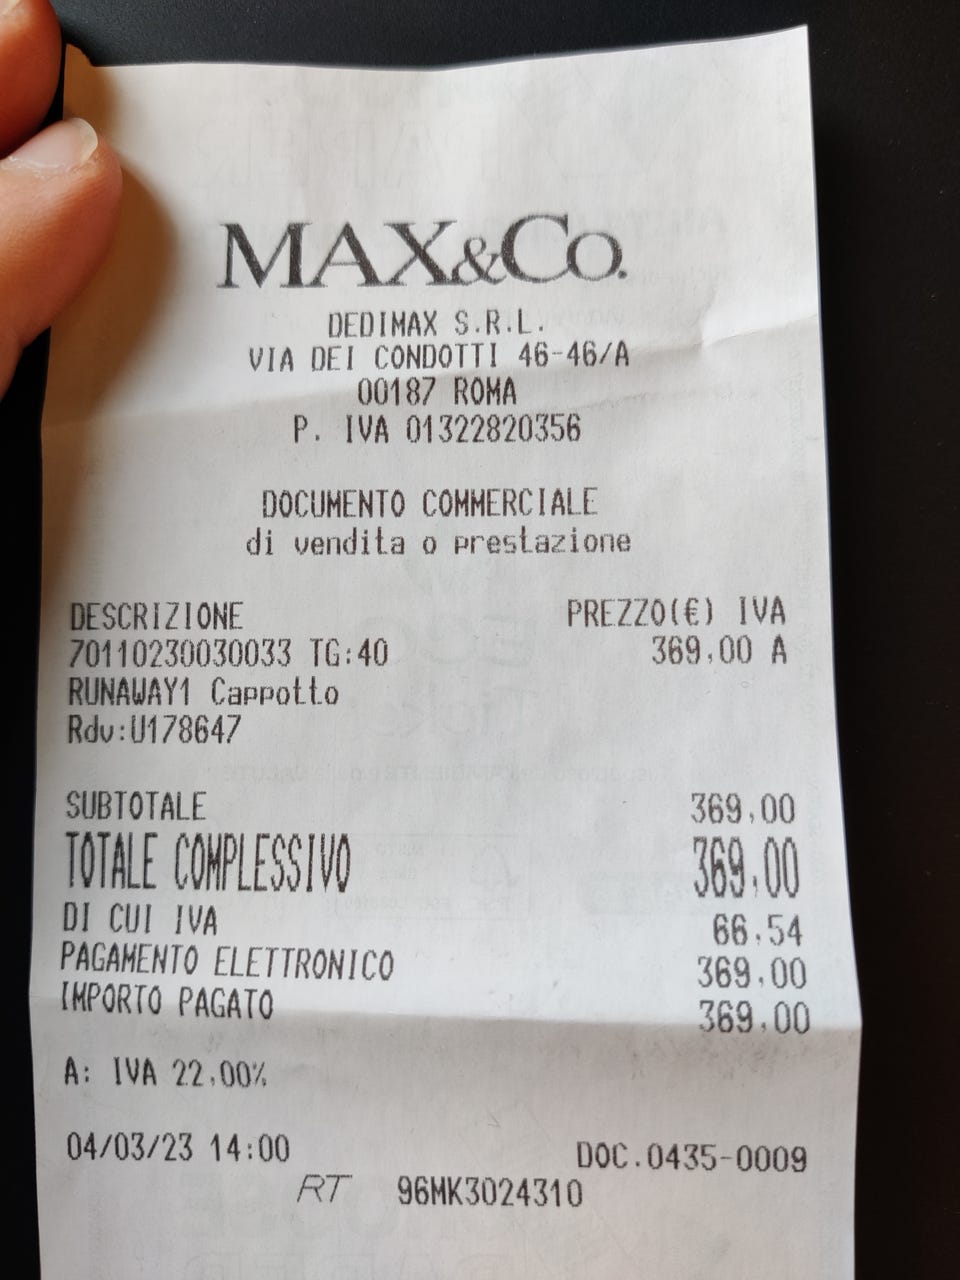 MAX&Co.
DEDIMAX S.R.L.
VIA DEI CONDOTTI 46-46/A
00187 ROMA
P. IVA 01322820356
DOCUMENTO COMMERCIALE
di vendita o prestazione
DESCRIZIONE PREZZO(€) IVA
70110230030033 TG:40 369,00 A
RUNAWAY1 Cappotto
Rdv:U178647
SUBTOTALE 369,00
TOTALE COMPLESSIVO 369,00
DI CUI IVA 66,54
PAGAMENTO ELETTRONICO 369,00
IMPORTO PAGATO 369,00
A: IVA 22,00%
04/03/23 14:00 DOC.0435-0009
RT 96MK3024310